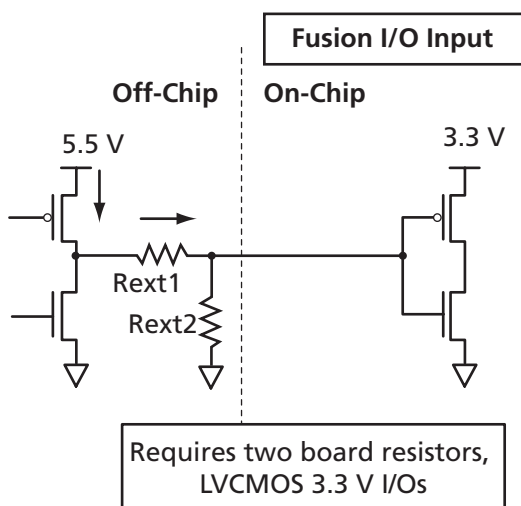 Fusion I/O Input
Off-Chip
On-Chip
5.5 V
3.3 V
Rext1
Rext2
Requires two board resistors,
LVCMOS 3.3 V I/Os